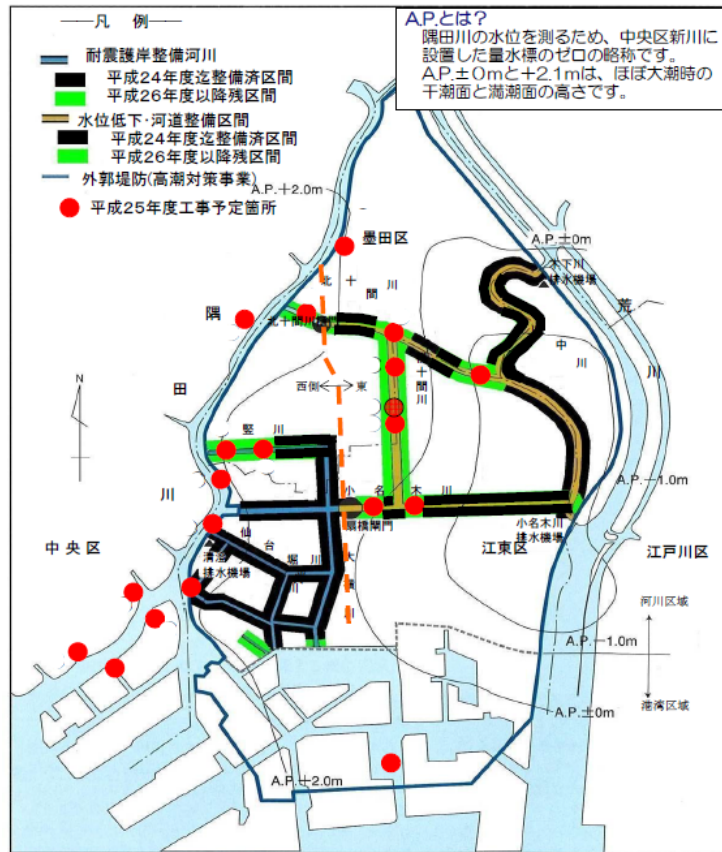 凡 例
耐震護岸整備河川
平成24年度迄整備済区間
平成26年度以降残区間
水位低下・河道整備区間
平成24年度迄整備済区間
平成26年度以降残区間
外郭堤防(高潮対策事業)
平成25年度工事予定箇所
A.P.とは?
隅田川の水位を測るため、中央区新川に
設置した量水標のゼロの略称です。
A.P.±0mと+2.1mは、ほぼ大潮時の
干潮面と満潮面の高さです。
A.P.+2.0m
墨田区
A.P.±0m
木下川
排水機場
北十間川
荒川
隅田川
中川
西側
東
十間川
竪川
N
A.P.-1.0m
小名木川
扇橋閘門
小名木川
排水機場
江東区
江戸川区
中央区
仙台堀川
大横川
清澄
排水機場
河川区域
A.P.-1.0m
港湾区域
A.P.±0m
A.P.+2.0m